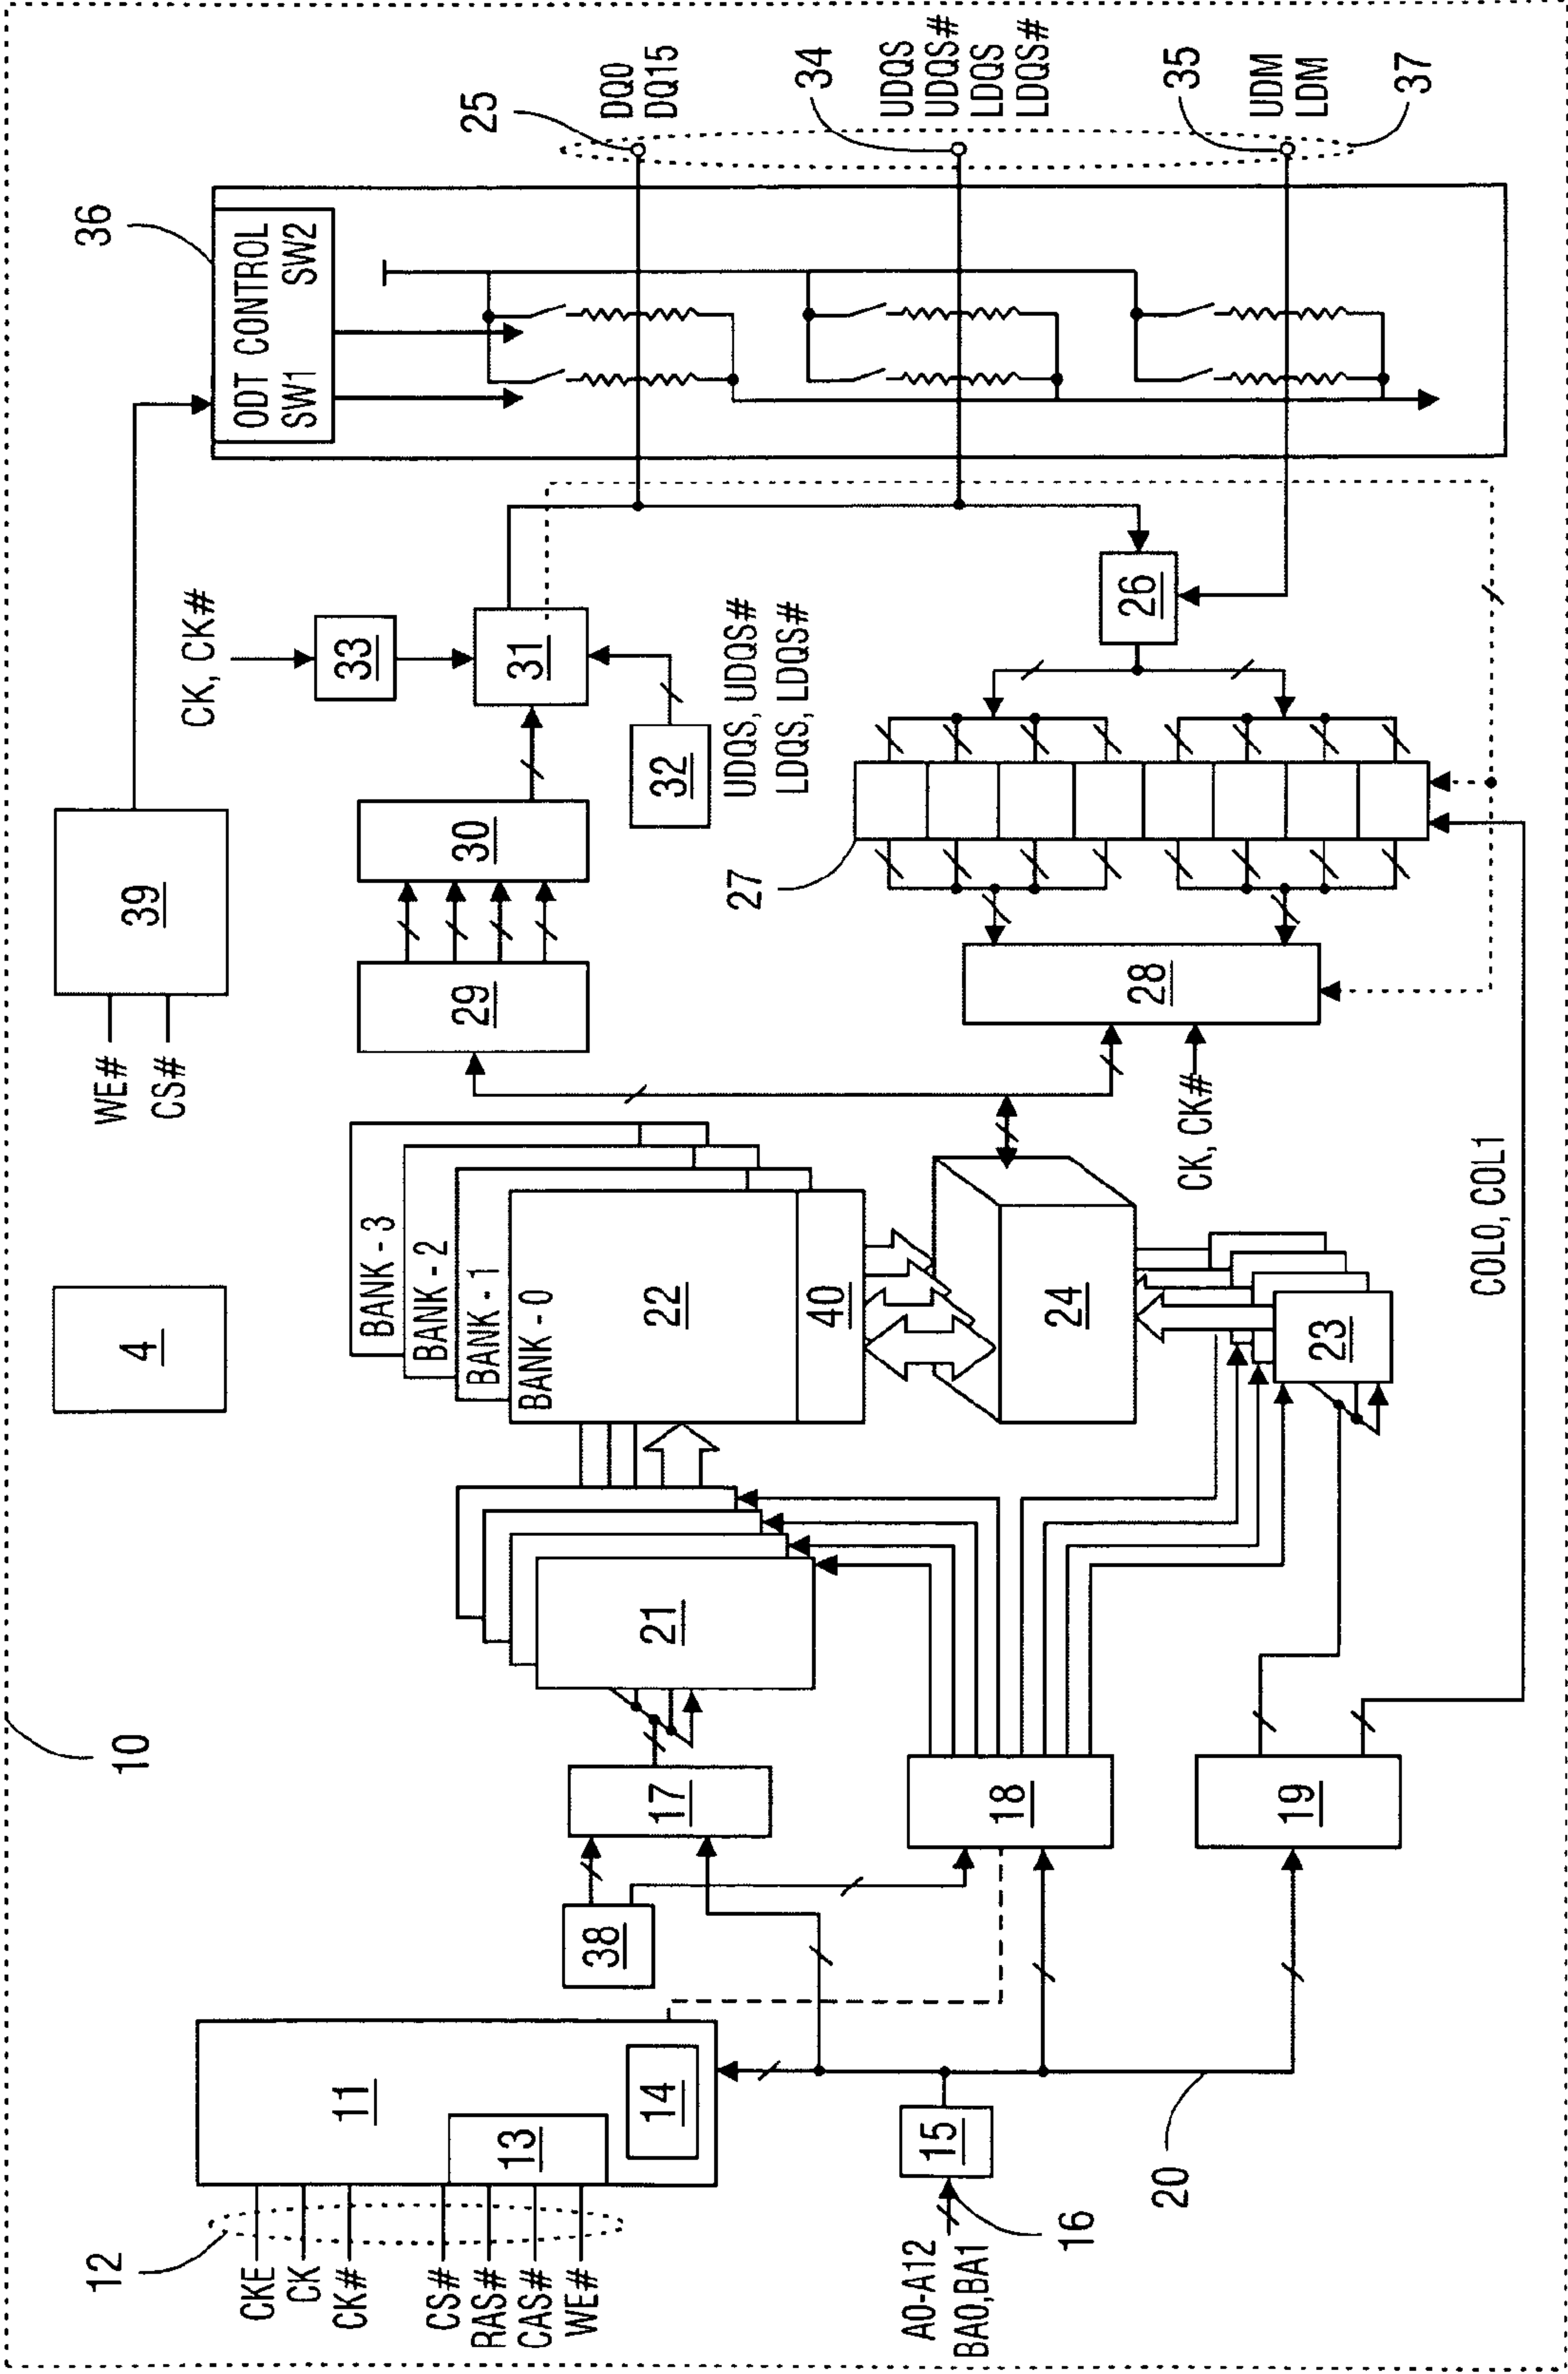 10
12
CKE
CK
CK#
CS#
RAS#
CAS#
WE#
11
13
14
A0-A12
BA0,BA1
16
15
20
38
17
18
19
21
4
BANK - 3
BANK - 2
BANK - 1
BANK - 0
22
40
24
23
COL0, COL1
WE#
CS#
39
29
30
CK, CK#
33
31
32
UDQS, UDQS#
LDQS, LDQS#
CK, CK#
28
27
26
36
ODT CONTROL
SW1 SW2
25
DQ0
DQ15
34
UDQS
UDQS#
LDQS
LDQS#
35
UDM
LDM
37